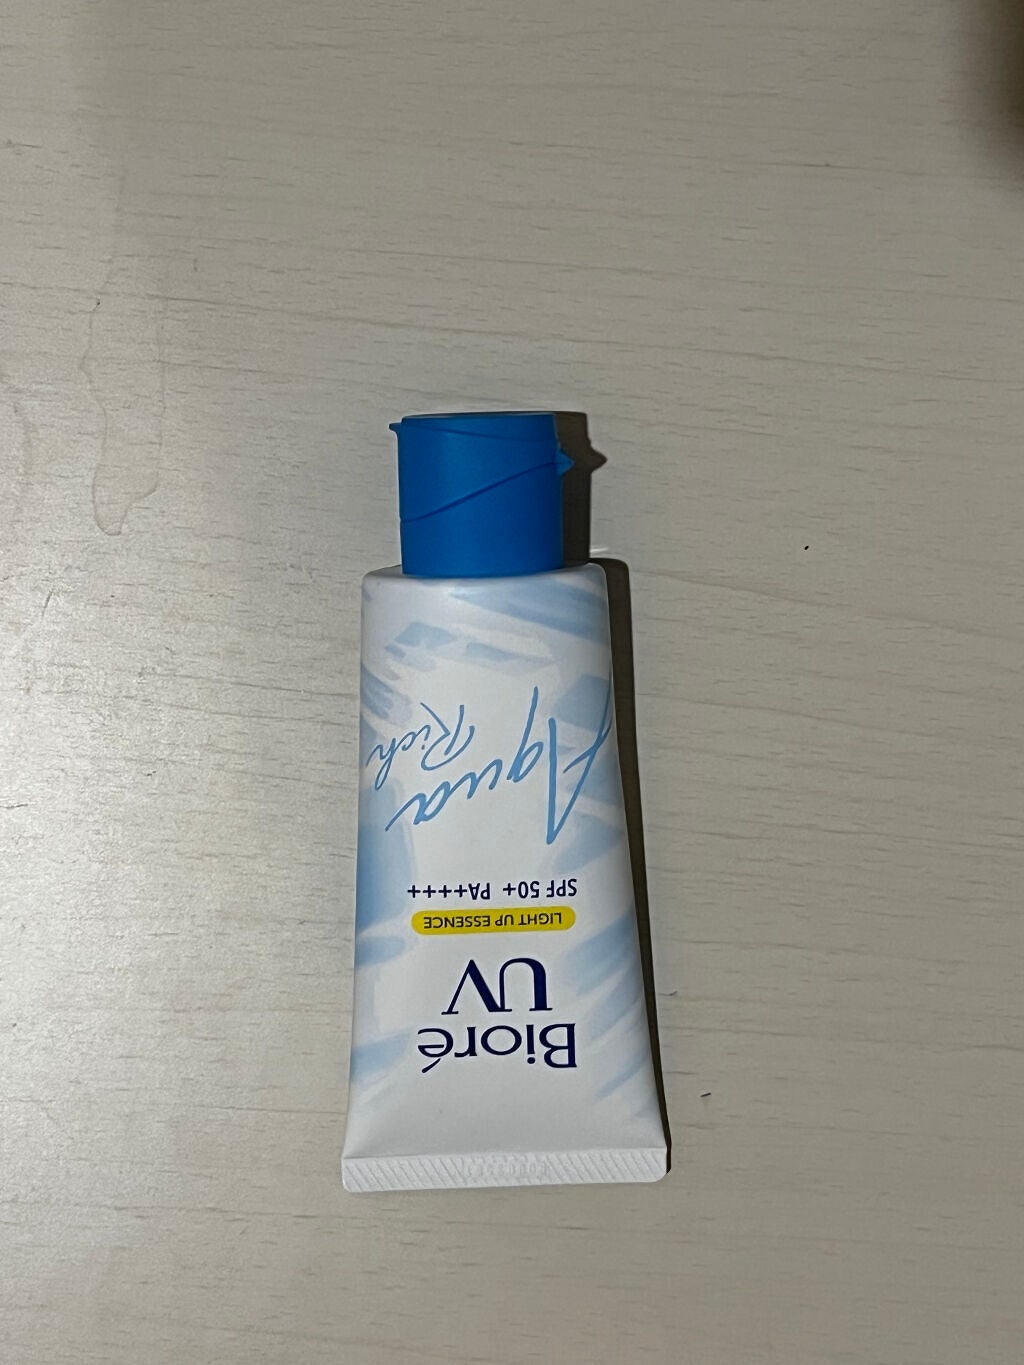 Bioré
UV
LIGHT UP ESSENCE
SPF 50+ PA++++
Aqua
Rich